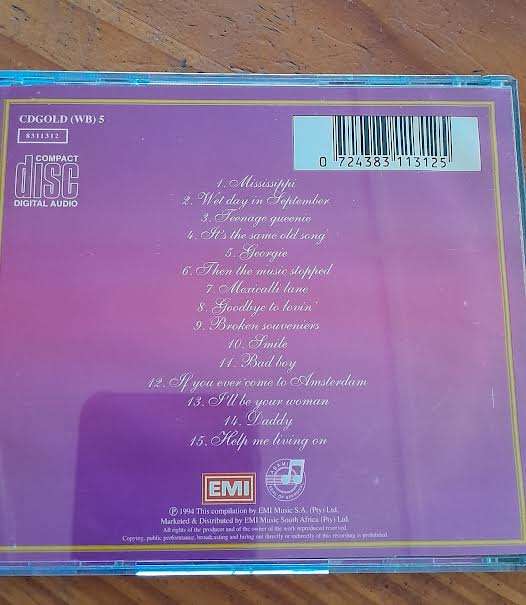 CDGOLD (WB) 5
8311312
COMPACT
disc
DIGITAL AUDIO
0 724383 113125
1. Mississippi
2. Wet day in September
3. Teenage queenie
4. It's the same old song
5. Georgie
6. Then the music stopped
7. Mexicalli lane
8. Goodbye to lovin'
9. Broken souveniers
10. Smile
11. Bad boy
12. If you ever come to Amsterdam
13. I'll be your woman
14. Daddy
15. Help me living on
EMI
℗ 1994 This compilation by EMI Music S.A. (Pty) Ltd.
Marketed & Distributed by EMI Music South Africa (Pty) Ltd.
All rights of the producer and of the owner of the work reproduced reserved.
Copying, public performance, broadcasting and hiring out directly or indirectly of this recording is prohibited.